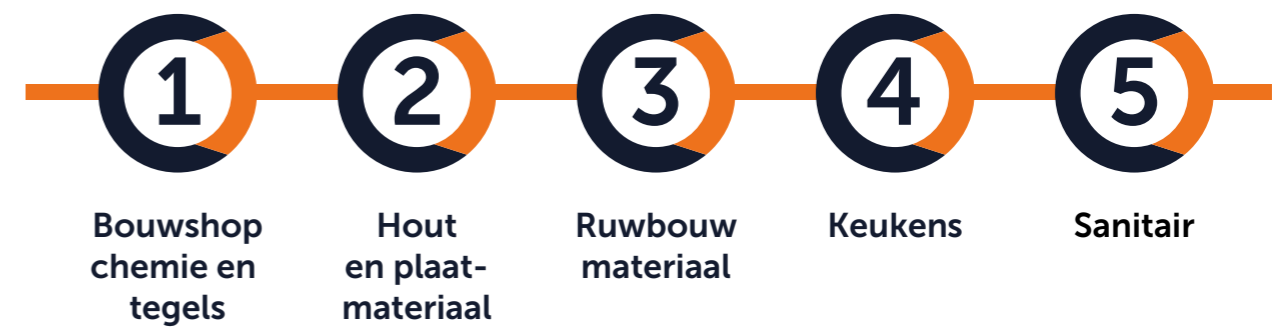 1
2
3
4
5
Bouwshop
chemie en
tegels
Hout
en plaat-
materiaal
Ruwbouw
materiaal
Keukens
Sanitair